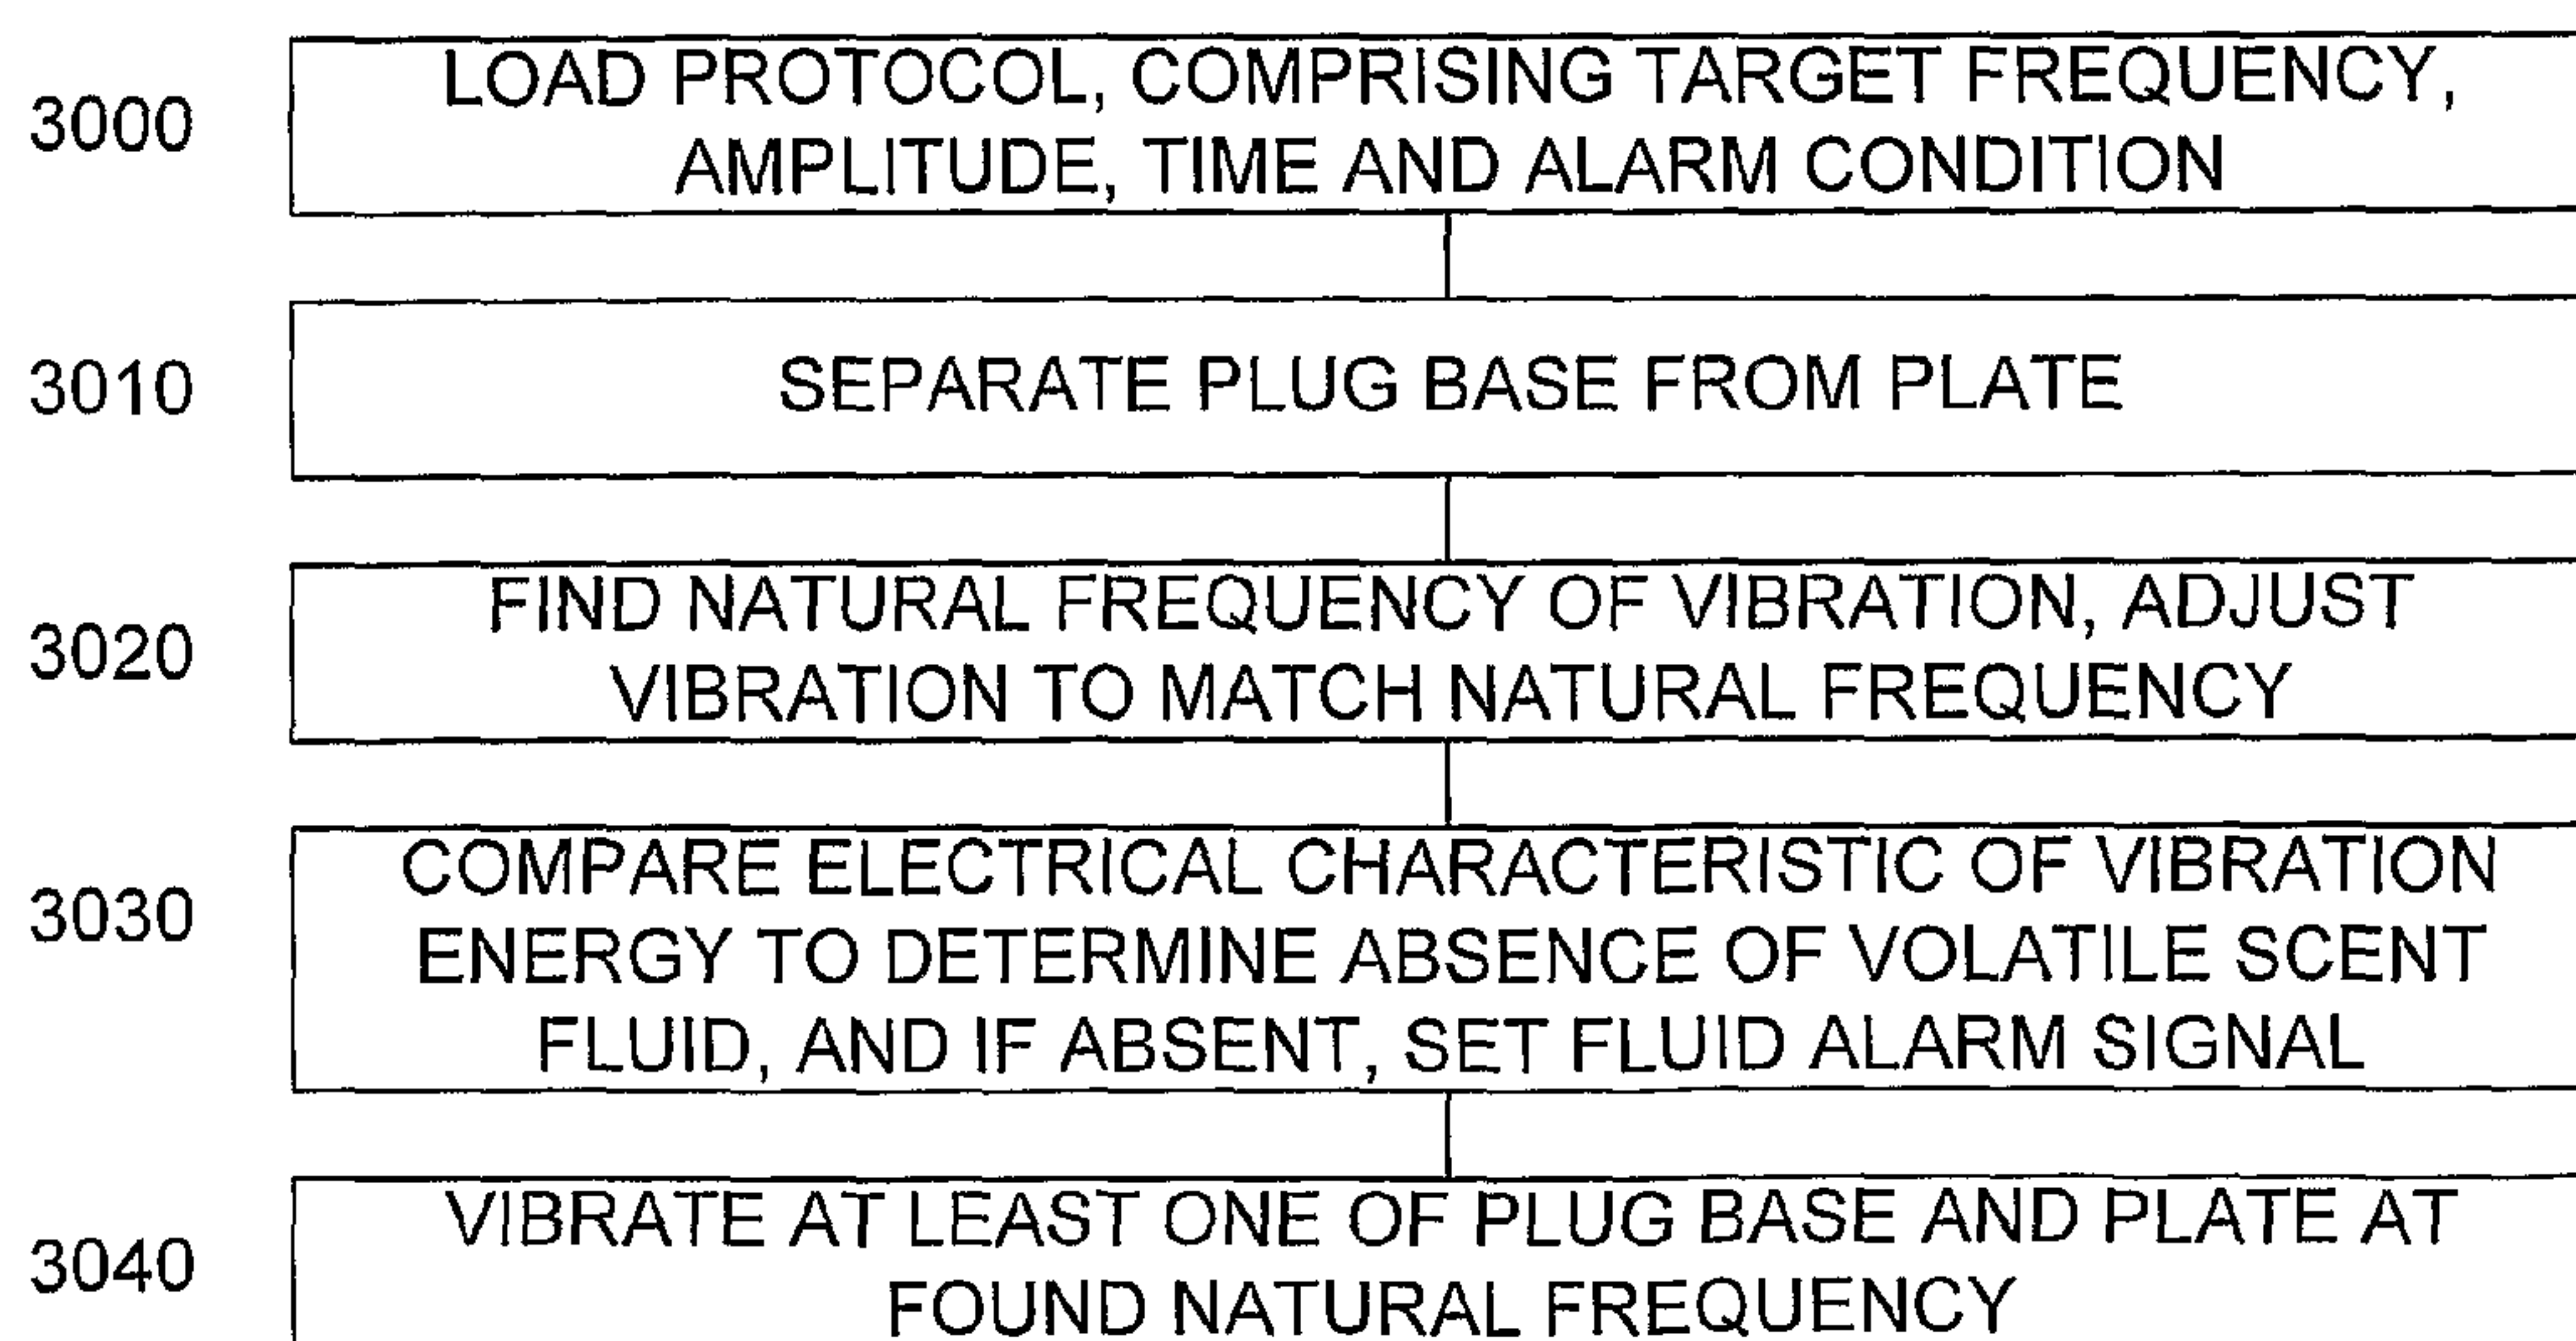 3000
LOAD PROTOCOL, COMPRISING TARGET FREQUENCY,
AMPLITUDE, TIME AND ALARM CONDITION
3010
SEPARATE PLUG BASE FROM PLATE
3020
FIND NATURAL FREQUENCY OF VIBRATION, ADJUST
VIBRATION TO MATCH NATURAL FREQUENCY
3030
COMPARE ELECTRICAL CHARACTERISTIC OF VIBRATION
ENERGY TO DETERMINE ABSENCE OF VOLATILE SCENT
FLUID, AND IF ABSENT, SET FLUID ALARM SIGNAL
3040
VIBRATE AT LEAST ONE OF PLUG BASE AND PLATE AT
FOUND NATURAL FREQUENCY